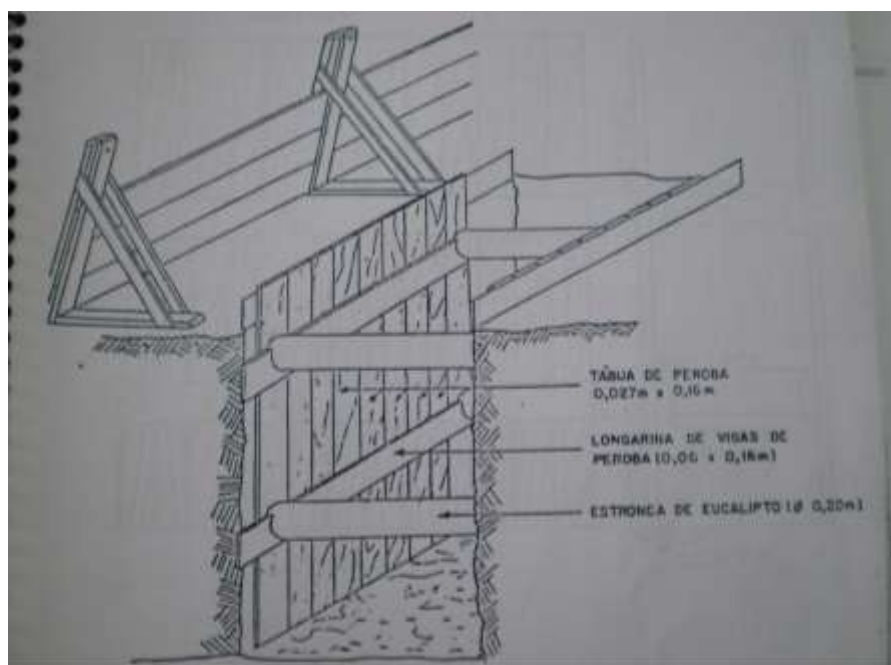 TÁBUA DE PEROBA
0,027m x 0,16m
LONGARINA DE VIGAS DE
PEROBA (0,06 x 0,16m)
ESTRONCA DE EUCALIPTO (Ø 0,20m)